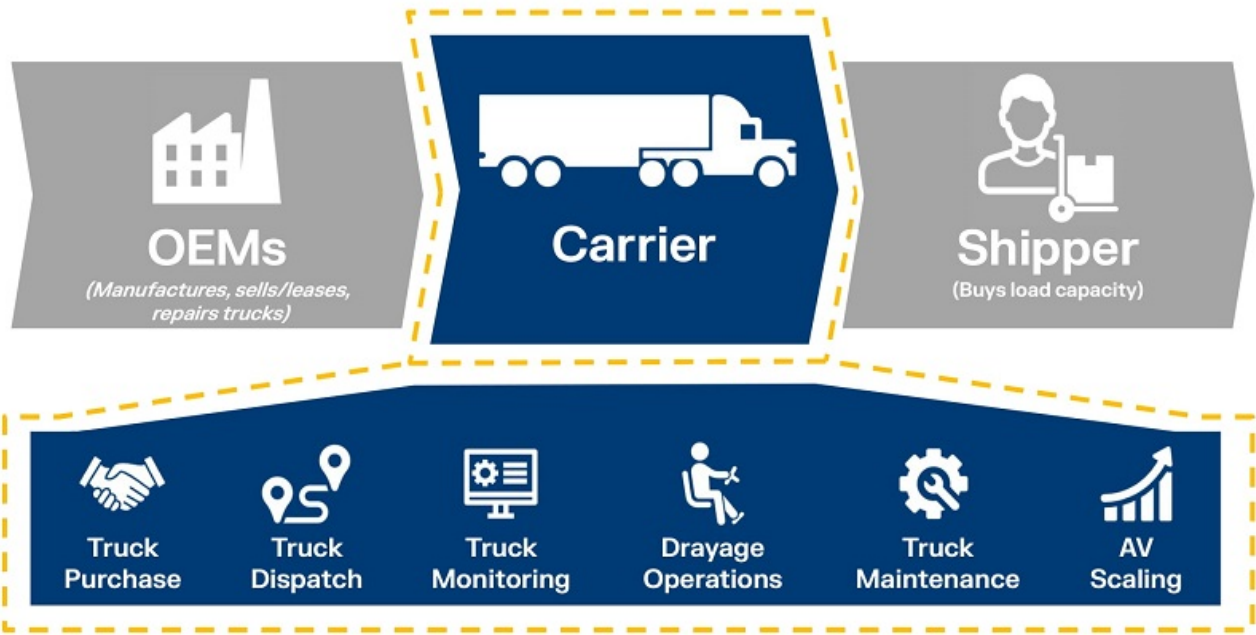 OEMs
(Manufactures, sells/leases,
repairs trucks)
Carrier
Shipper
(Buys load capacity)
Truck
Purchase
Truck
Dispatch
Truck
Monitoring
Drayage
Operations
Truck
Maintenance
AV
Scaling